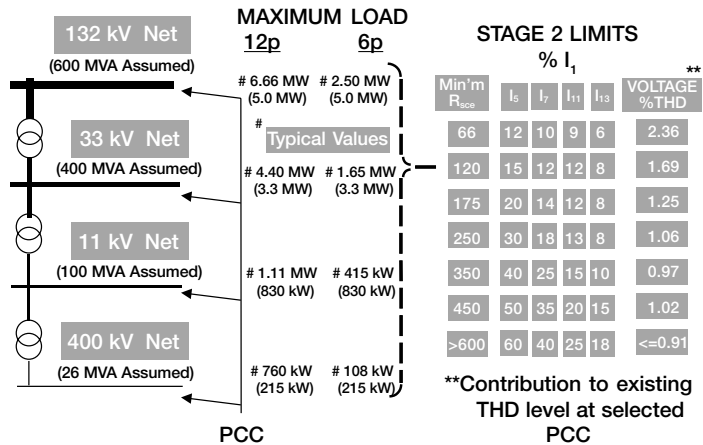 132 kV Net
(600 MVA Assumed)
33 kV Net
(400 MVA Assumed)
11 kV Net
(100 MVA Assumed)
400 kV Net
(26 MVA Assumed)
MAXIMUM LOAD
12p 6p
# 6.66 MW # 2.50 MW
(5.0 MW) (5.0 MW)
# Typical Values
# 4.40 MW # 1.65 MW
(3.3 MW) (3.3 MW)
# 1.11 MW # 415 kW
(830 kW) (830 kW)
# 760 kW # 108 kW
(215 kW) (215 kW)
PCC
STAGE 2 LIMITS
% I1
**
Min'm Rsce I5 I7 I11 I13 VOLTAGE %THD
66 12 10 9 6 2.36
120 15 12 12 8 1.69
175 20 14 12 8 1.25
250 30 18 13 8 1.06
350 40 25 15 10 0.97
450 50 35 20 15 1.02
>600 60 40 25 18 <=0.91
**Contribution to existing
THD level at selected
PCC